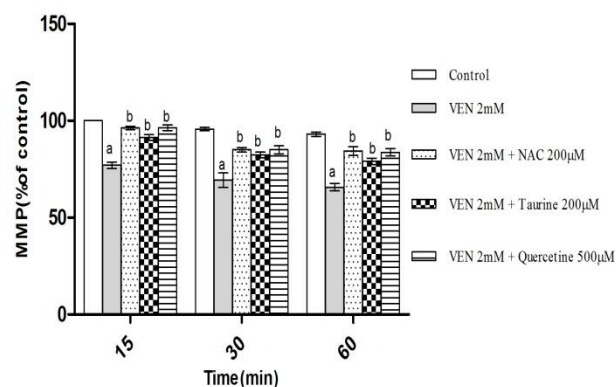 MMP(%of control)
150
100
50
0
a
b
b
b
a
b
b
b
a
b
b
b
15
30
60
Time(min)
Control
VEN 2mM
VEN 2mM + NAC 200µM
VEN 2mM + Taurine 200µM
VEN 2mM + Quercetine 500µM